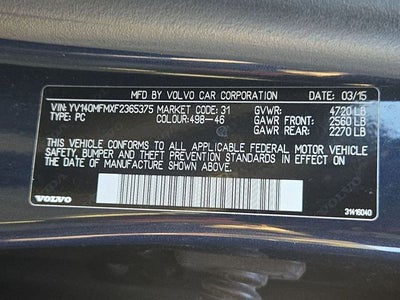 MFD. BY VOLVO CAR CORPORATION DATE: 03/15
VIN: YV140MFMXF2365375 MARKET CODE: 31 GVWR: 4720 LB
TYPE: PC COLOUR:498-46 GAWR FRONT: 2560 LB
GAWR REAR: 2270 LB
THIS VEHICLE CONFORMS TO ALL APPLICABLE FEDERAL MOTOR VEHICLE
SAFETY, BUMPER AND THEFT PREVENTION STANDARDS IN EFFECT ON
THE DATE OF MANUFACTURE SHOWN ABOVE.
VOLVO
31416040